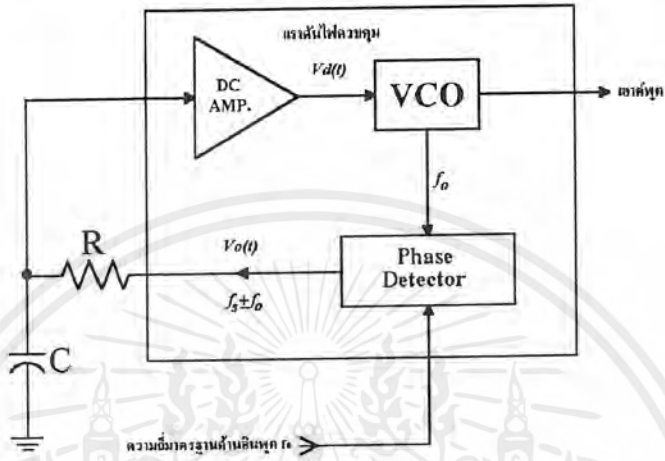 แรงดันไฟควบคุม
DC
AMP.
Vd(t)
VCO
เอาต์พุต
fo
R
Vo(t)
fs±fo
Phase
Detector
C
ความถี่มาตรฐานด้านอินพุต fs